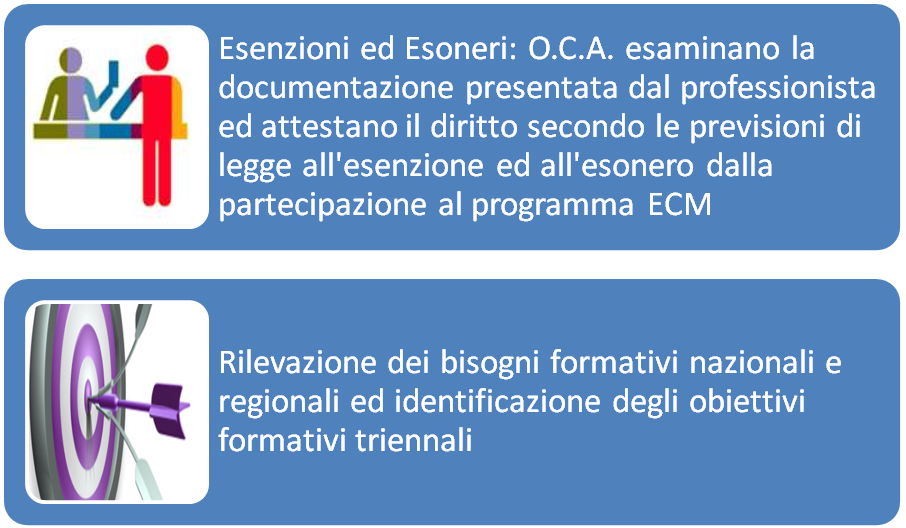 Esenzioni ed Esoneri: O.C.A. esaminano la
documentazione presentata dal professionista
ed attestano il diritto secondo le previsioni di
legge all'esenzione ed all'esonero dalla
partecipazione al programma ECM
Rilevazione dei bisogni formativi nazionali e
regionali ed identificazione degli obiettivi
formativi triennali